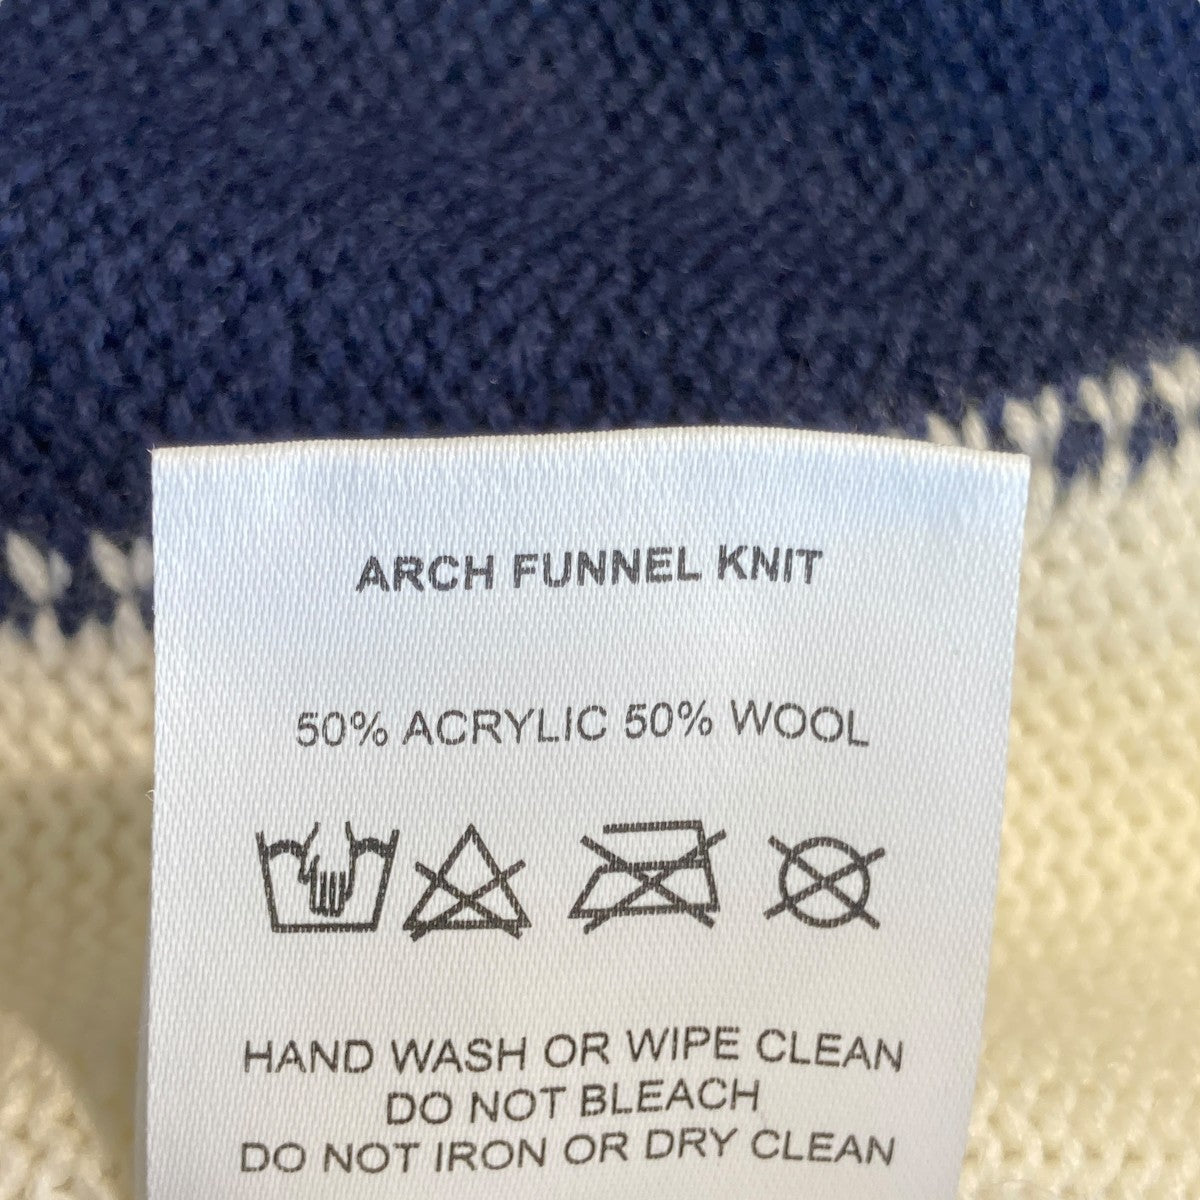 ARCH FUNNEL KNIT
50% ACRYLIC 50% WOOL
HAND WASH OR WIPE CLEAN
DO NOT BLEACH
DO NOT IRON OR DRY CLEAN